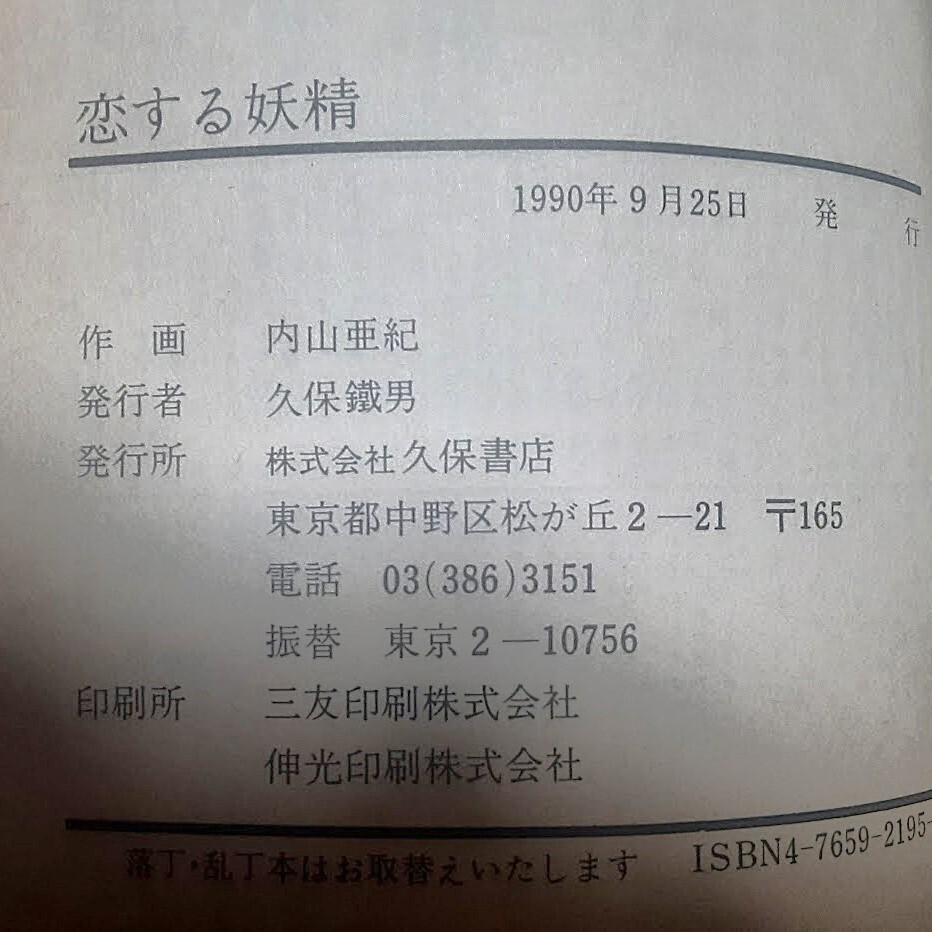 恋する妖精
1990年9月25日 発行
作画 内山亜紀
発行者 久保鐵男
発行所 株式会社久保書店
東京都中野区松が丘2—21 〒165
電話 03(386)3151
振替 東京2—10756
印刷所 三友印刷株式会社
伸光印刷株式会社
落丁・乱丁本はお取替えいたします ISBN4-7659-2195-